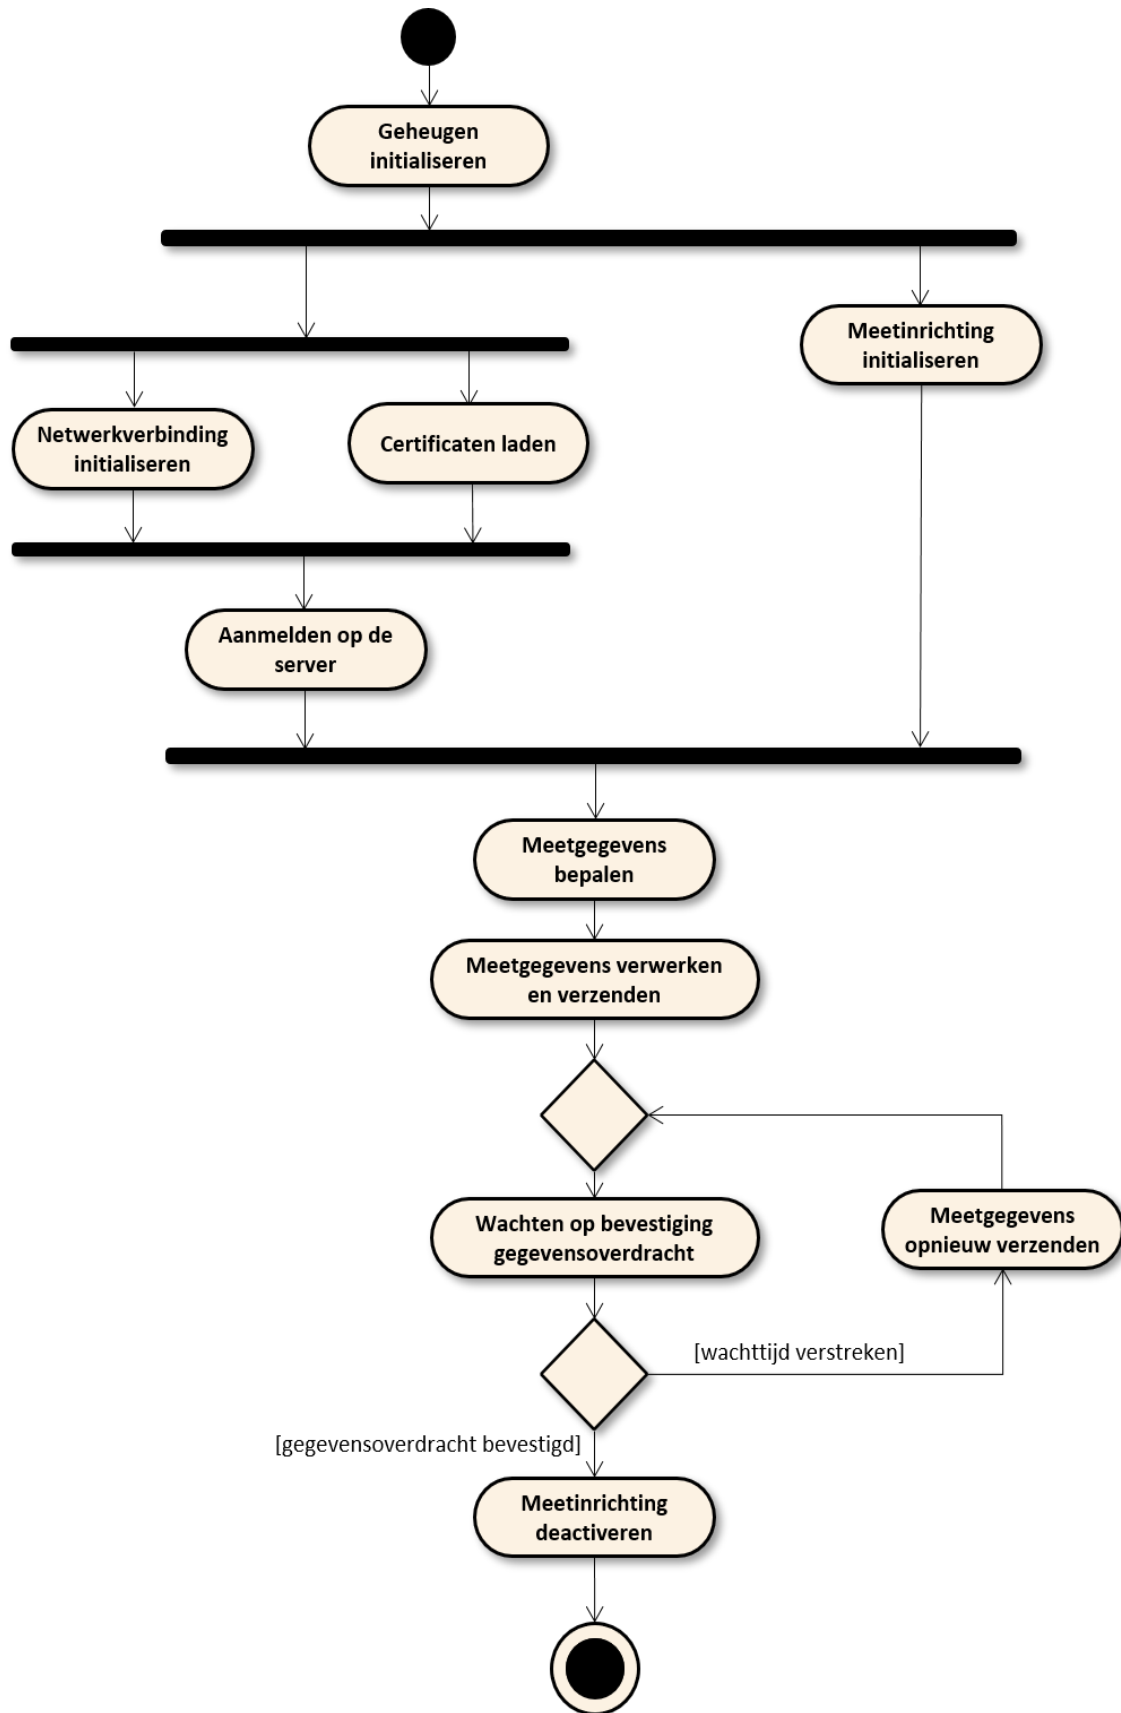 Geheugen
initialiseren
Meetinrichting
initialiseren
Netwerkverbinding
initialiseren
Certificaten laden
Aanmelden op de
server
Meetgegevens
bepalen
Meetgegevens verwerken
en verzenden
Wachten op bevestiging
gegevensoverdracht
Meetgegevens
opnieuw verzenden
[wachttijd verstreken]
[gegevensoverdracht bevestigd]
Meetinrichting
deactiveren